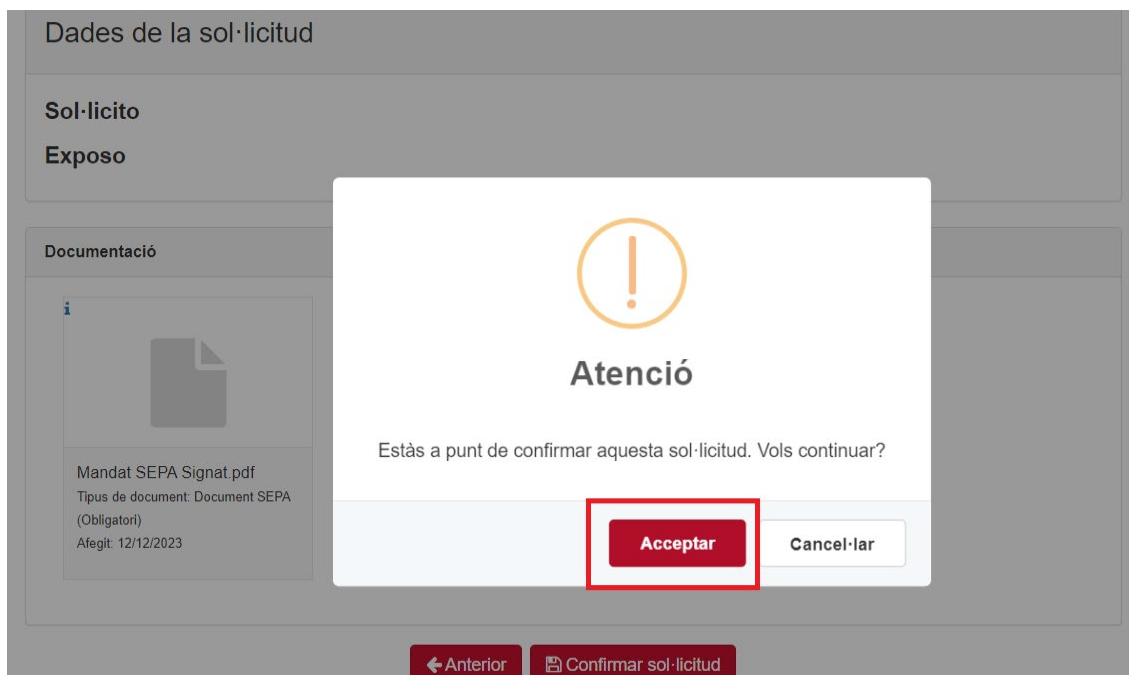 Dades de la sol·licitud
Sol·licito
Exposo
Documentació
i
Mandat SEPA Signat.pdf
Tipus de document: Document SEPA
(Obligatori)
Afegit: 12/12/2023
Atenció
Estàs a punt de confirmar aquesta sol·licitud. Vols continuar?
Acceptar
Cancel·lar
Anterior
Confirmar sol·licitud